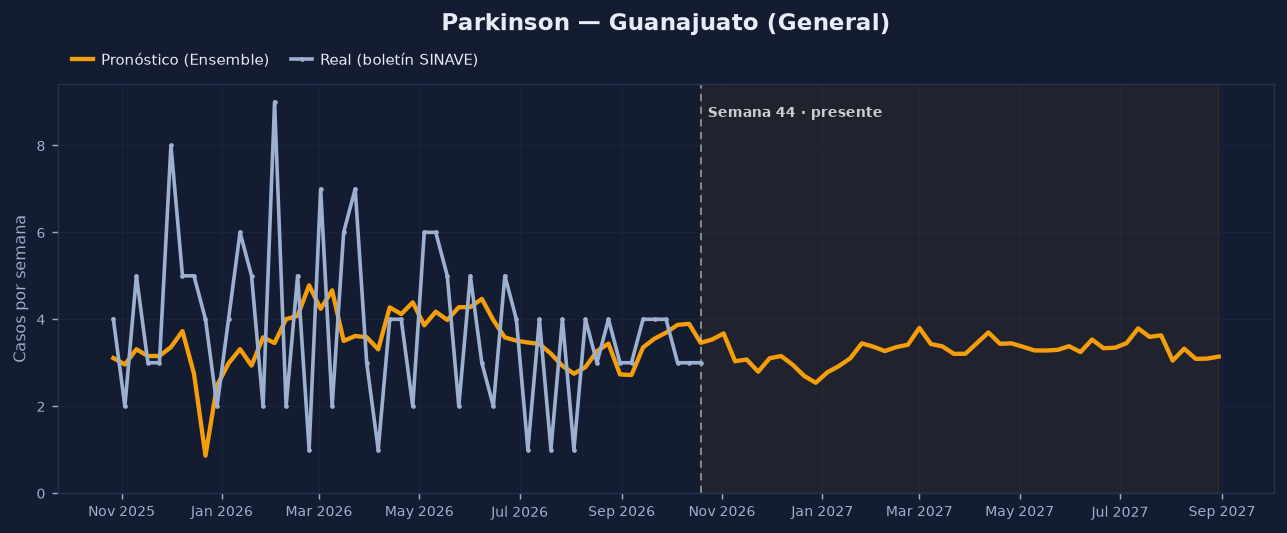 Parkinson — Guanajuato (General)
Pronóstico (Ensemble)
Real (boletín SINAVE)
Semana 44 · presente
Casos por semana
8
6
4
2
0
Nov 2025
Jan 2026
Mar 2026
May 2026
Jul 2026
Sep 2026
Nov 2026
Jan 2027
Mar 2027
May 2027
Jul 2027
Sep 2027